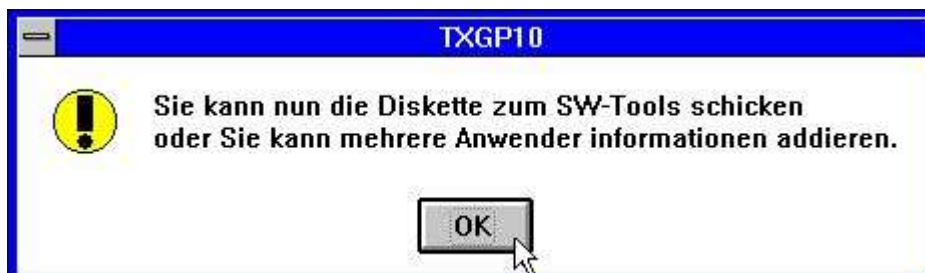 TXGP10
Sie kann nun die Diskette zum SW-Tools schicken
oder Sie kann mehrere Anwender informationen addieren.
OK